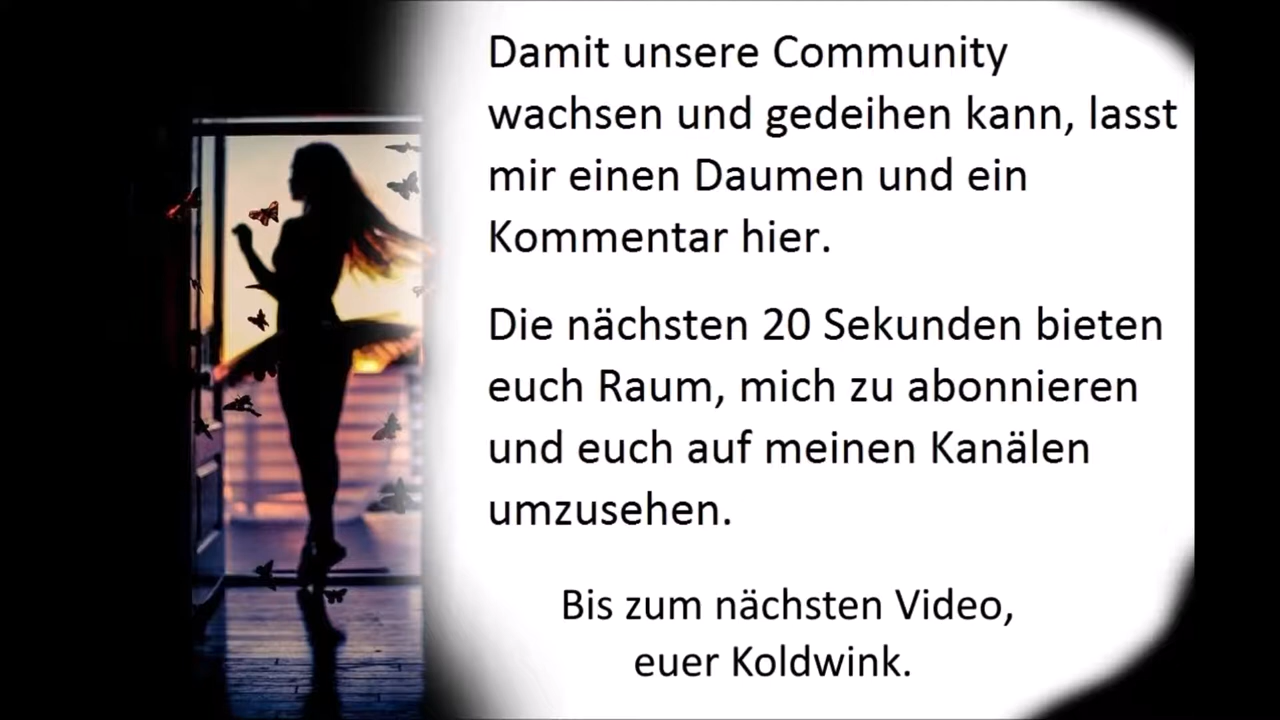 Damit unsere Community
wachsen und gedeihen kann, lasst
mir einen Daumen und ein
Kommentar hier.
Die nächsten 20 Sekunden bieten
euch Raum, mich zu abonnieren
und euch auf meinen Kanälen
umzusehen.
Bis zum nächsten Video,
euer Koldwink.